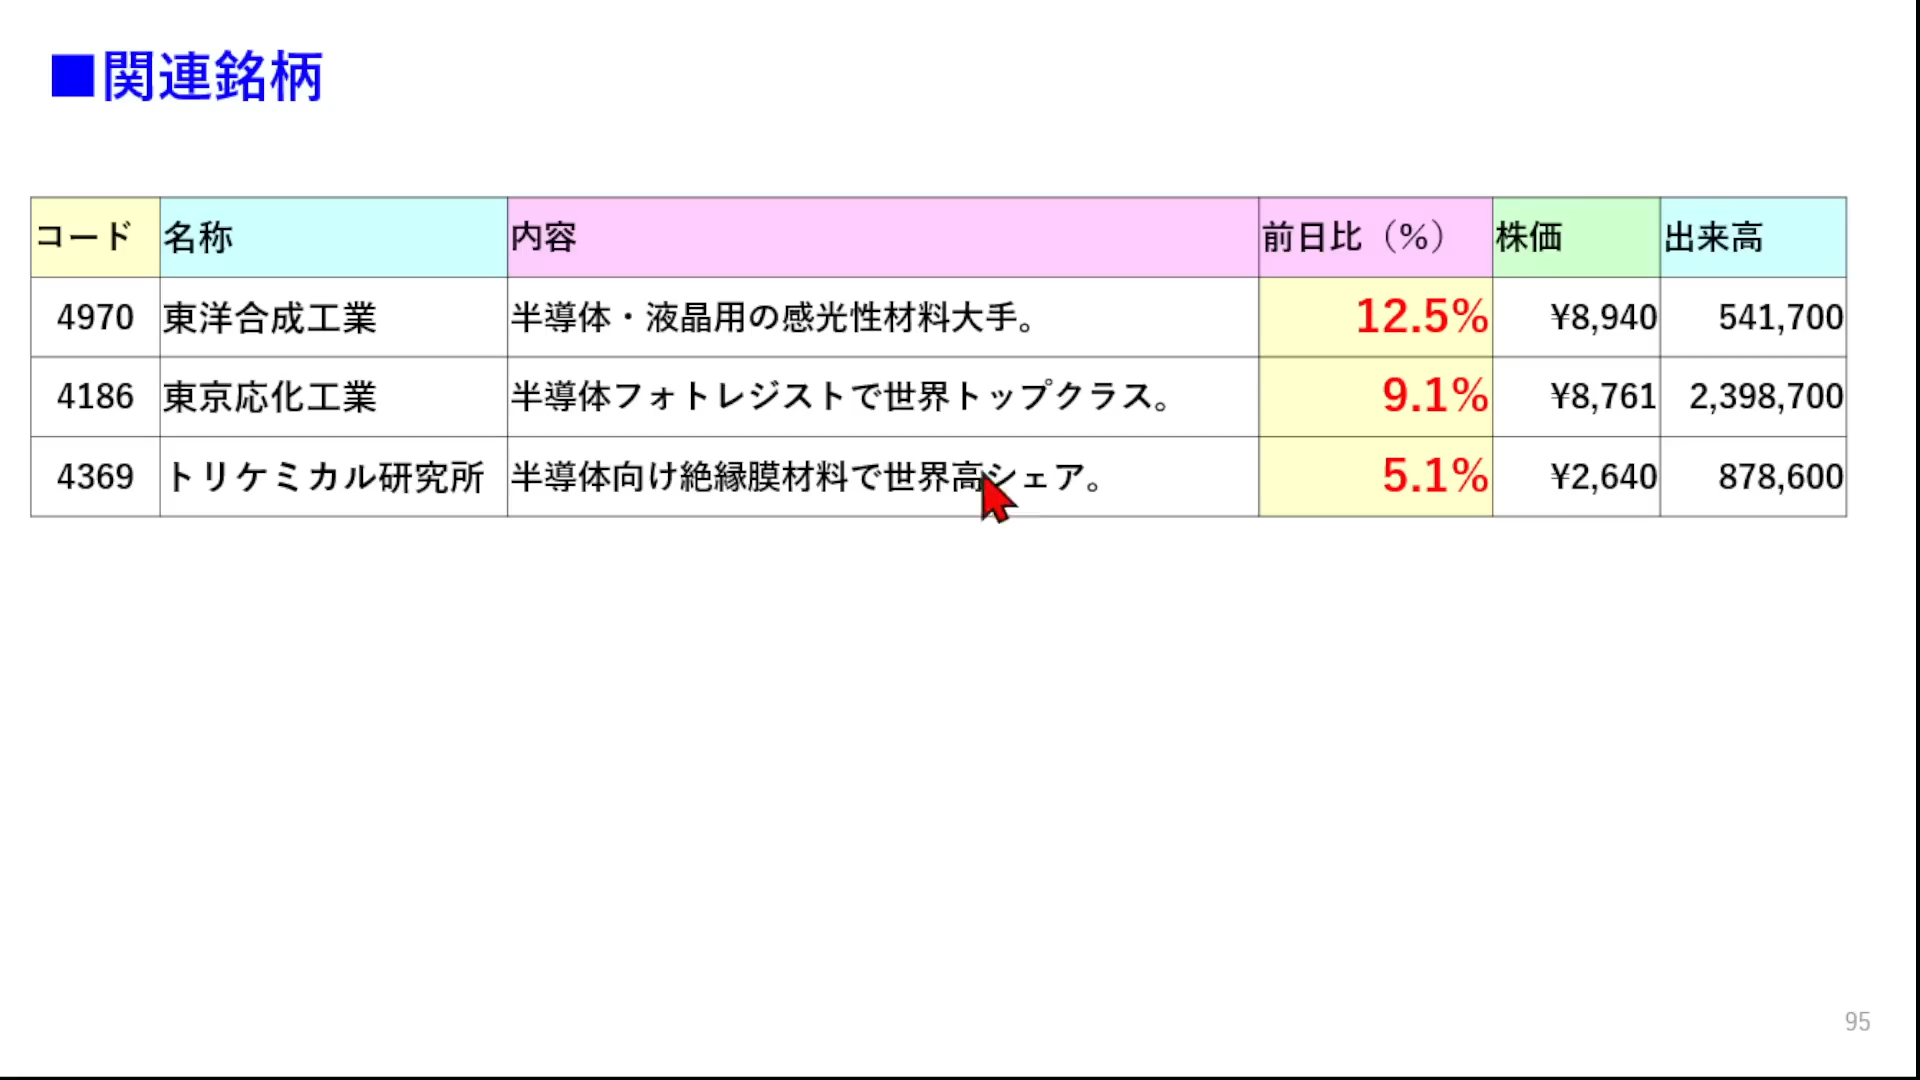 ■関連銘柄
コード 名称 内容 前日比（%） 株価 出来高
4970 東洋合成工業 半導体・液晶用の感光性材料大手。 12.5% ¥8,940 541,700
4186 東京応化工業 半導体フォトレジストで世界トップクラス。 9.1% ¥8,761 2,398,700
4369 トリケミカル研究所 半導体向け絶縁膜材料で世界高シェア。 5.1% ¥2,640 878,600
95